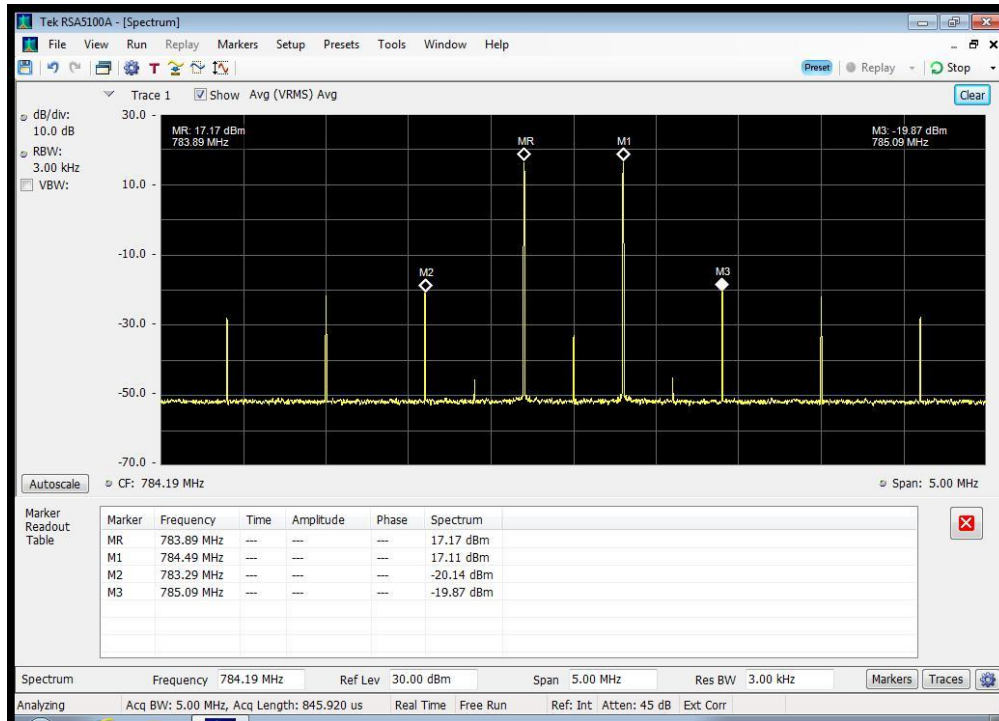 Tek RSA5100A - [Spectrum]
File View Run Replay Markers Setup Presets Tools Window Help
T Preset Replay Stop
Trace 1 Show Avg (VRMS) Avg Clear
dB/div:
10.0 dB
RBW:
3.00 kHz
VBW:
30.0
10.0
-10.0
-30.0
-50.0
-70.0
MR: 17.17 dBm
783.89 MHz
M3: -19.87 dBm
785.09 MHz
MR
M1
M2
M3
Autoscale CF: 784.19 MHz Span: 5.00 MHz
Marker
Readout
Table
Marker Frequency Time Amplitude Phase Spectrum
MR 783.89 MHz --- --- --- 17.17 dBm
M1 784.49 MHz --- --- --- 17.11 dBm
M2 783.29 MHz --- --- --- -20.14 dBm
M3 785.09 MHz --- --- --- -19.87 dBm
Spectrum Frequency 784.19 MHz Ref Lev 30.00 dBm Span 5.00 MHz Res BW 3.00 kHz Markers Traces
Analyzing Acq BW: 5.00 MHz, Acq Length: 845.920 us Real Time Free Run Ref: Int Atten: 45 dB Ext Corr